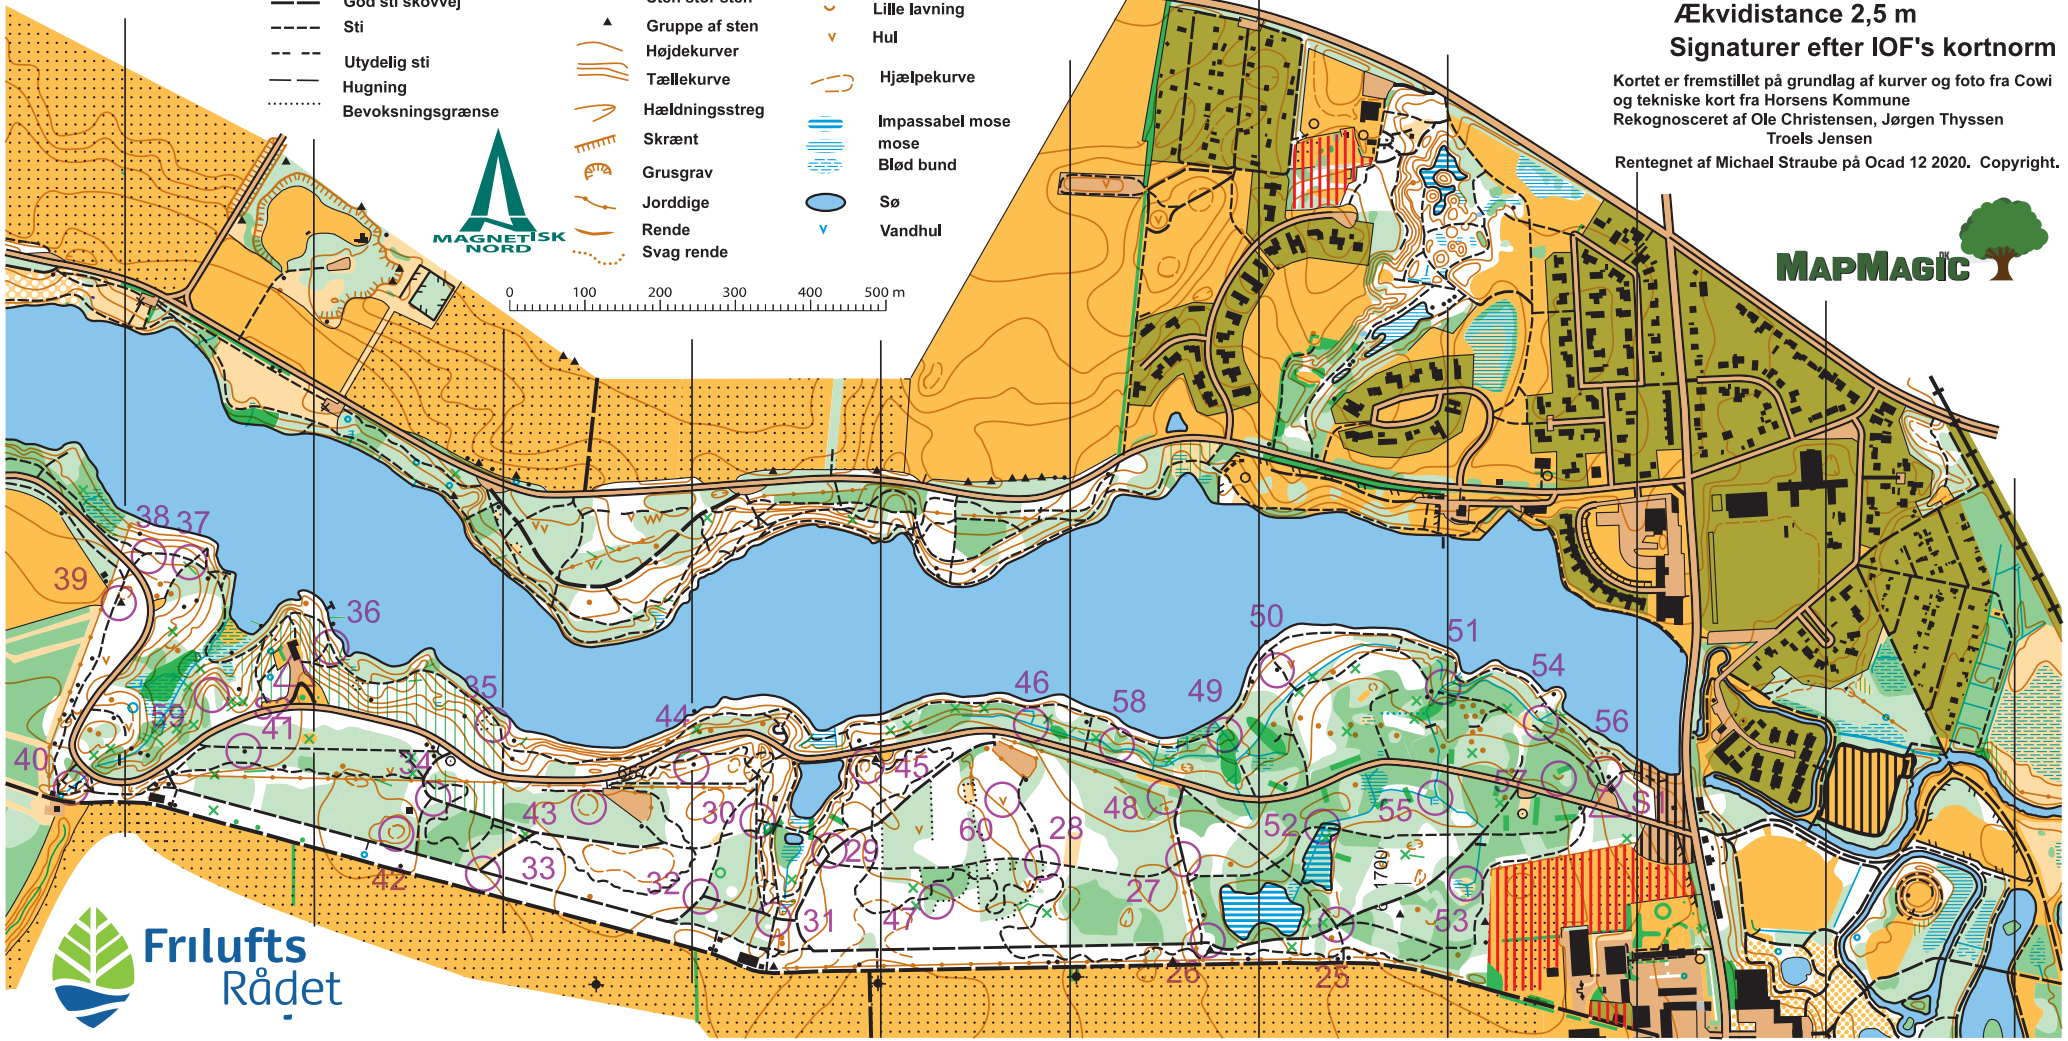 God sti skovvej
Sti
Utydelig sti
Hugning
Bevoksningsgrænse
Sten stor sten
Gruppe af sten
Højdekurver
Tællekurve
Hældningsstreg
Skrænt
Grusgrav
Jorddige
Rende
Svag rende
Lille lavning
Hul
Hjælpekurve
Impassabel mose
mose
Blød bund
Sø
Vandhul
MAGNETISK
NORD
0 100 200 300 400 500 m
Ækvidistance 2,5 m
Signaturer efter IOF's kortnorm
Kortet er fremstillet på grundlag af kurver og foto fra Cowi
og tekniske kort fra Horsens Kommune
Rekognosceret af Ole Christensen, Jørgen Thyssen
Troels Jensen
Rentegnet af Michael Straube på Ocad 12 2020. Copyright.
MAPMAGIC DK
38 37
39
36
59
41
40
35
34
44
43
42
33
32
30
31
29
45
46
58
49
48
60
28
47
27
26
25
50
51
54
56
57
55
52
53
S1
1700
Frilufts
Rådet